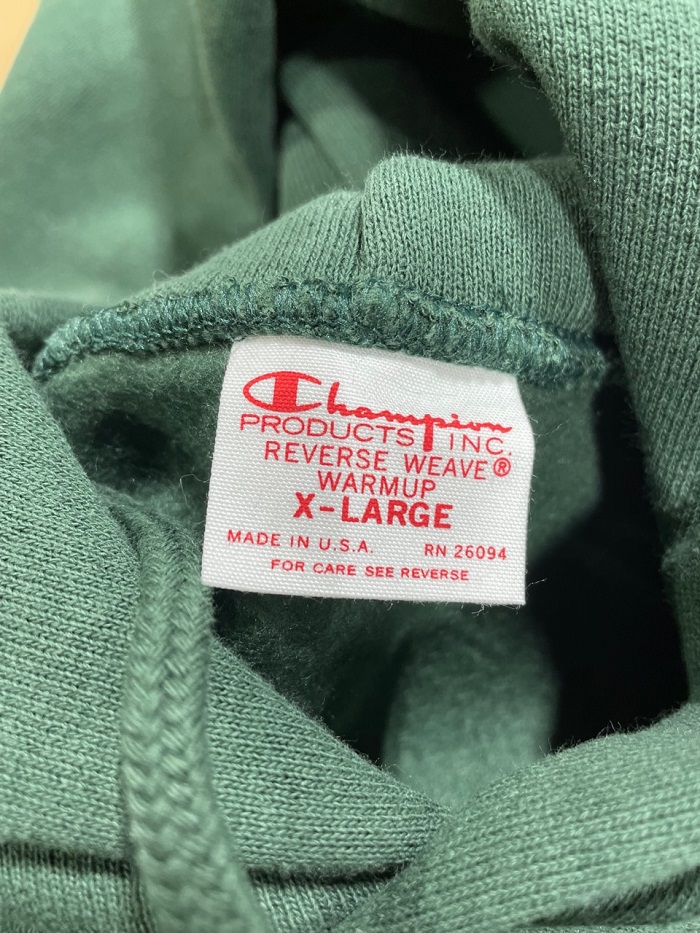 Champion
PRODUCTS INC.
REVERSE WEAVE®
WARMUP
X-LARGE
MADE IN U.S.A. RN 26094
FOR CARE SEE REVERSE